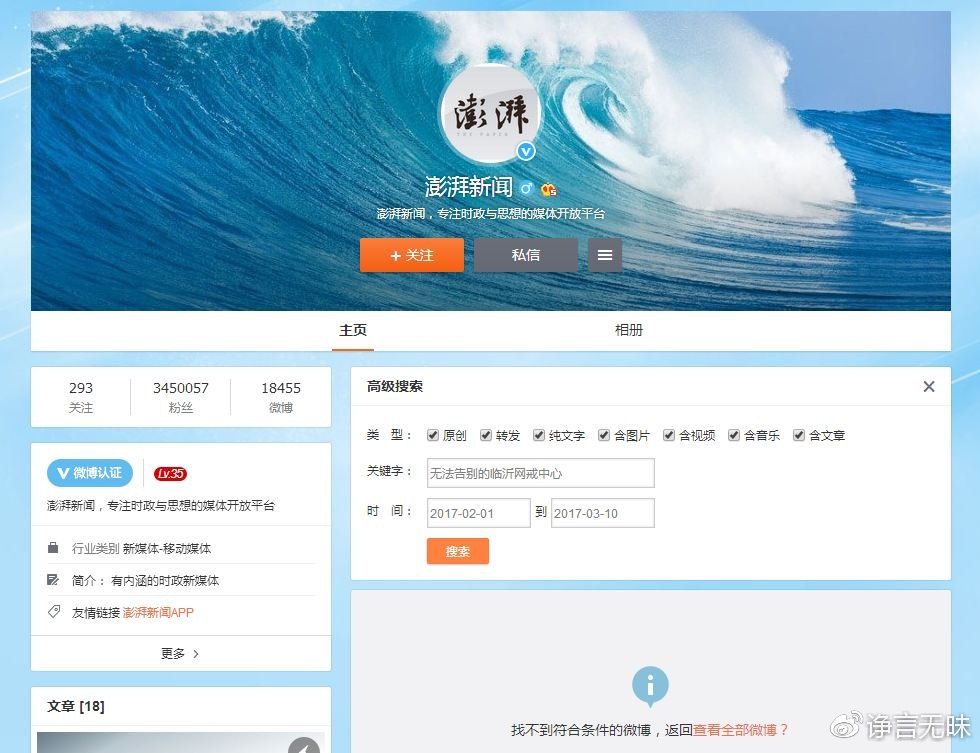 澎湃
THE PAPER
澎湃新闻
澎湃新闻，专注时政与思想的媒体开放平台
+ 关注
私信
主页
相册
293
关注
3450057
粉丝
18455
微博
V 微博认证
Lv.35
澎湃新闻，专注时政与思想的媒体开放平台
行业类别 新媒体-移动媒体
简介： 有内涵的时政新媒体
友情链接 澎湃新闻APP
更多 >
文章 [18]
高级搜索
类 型： 原创 转发 纯文字 含图片 含视频 含音乐 含文章
关键字： 无法告别的临沂网戒中心
时 间： 2017-02-01 到 2017-03-10
搜索
找不到符合条件的微博，返回查看全部微博？
诤言无昧